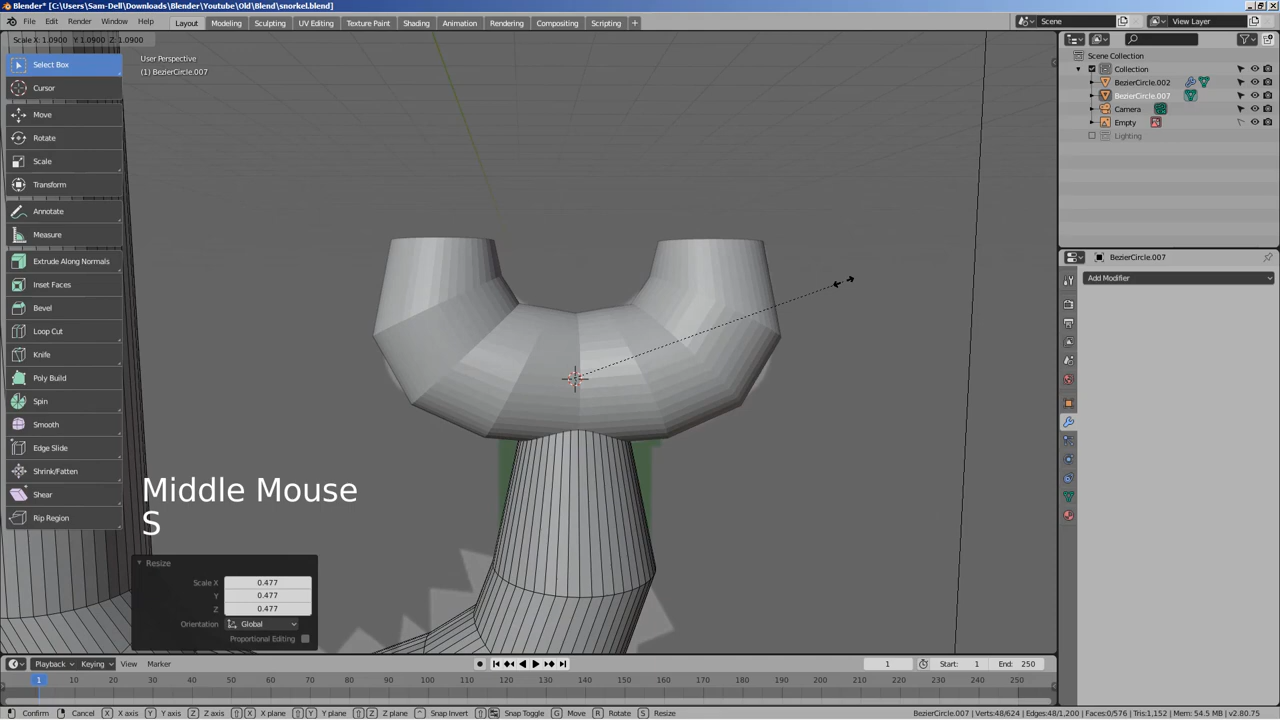 Blender* [C:\Users\Sam-Dell\Downloads\Blender\Youtube\Old\Blend\snorkel.blend]
File Edit Render Window Help Layout Modeling Sculpting UV Editing Texture Paint Shading Animation Rendering Compositing Scripting + Scene View Layer
Scale X: 1.0900 Y: 1.0900 Z: 1.0900
User Perspective
(1) BezierCircle.007
Select Box
Cursor
Move
Rotate
Scale
Transform
Annotate
Measure
Extrude Along Normals
Inset Faces
Bevel
Loop Cut
Knife
Poly Build
Spin
Smooth
Edge Slide
Shrink/Fatten
Shear
Rip Region
Middle Mouse
S
Resize
Scale X 0.477
Y 0.477
Z 0.477
Orientation Global
Proportional Editing
Scene Collection
Collection
BezierCircle.002
BezierCircle.007
Camera
Empty
Lighting
BezierCircle.007
Add Modifier
Playback Keying View Marker 1 Start: 1 End: 250
1 10 20 30 40 50 60 70 80 90 100 110 120 130 140 150 160 170 180 190 200 210 220 230 240 250
Confirm Cancel X X axis Y Y axis Z Z axis X X plane Y Y plane Z Z plane Snap Invert Snap Toggle G Move R Rotate S Resize
BezierCircle.007 | Verts:48/624 | Edges:48/1,200 | Faces:0/576 | Tris:1,152 | Mem: 54.5 MB | v2.80.75